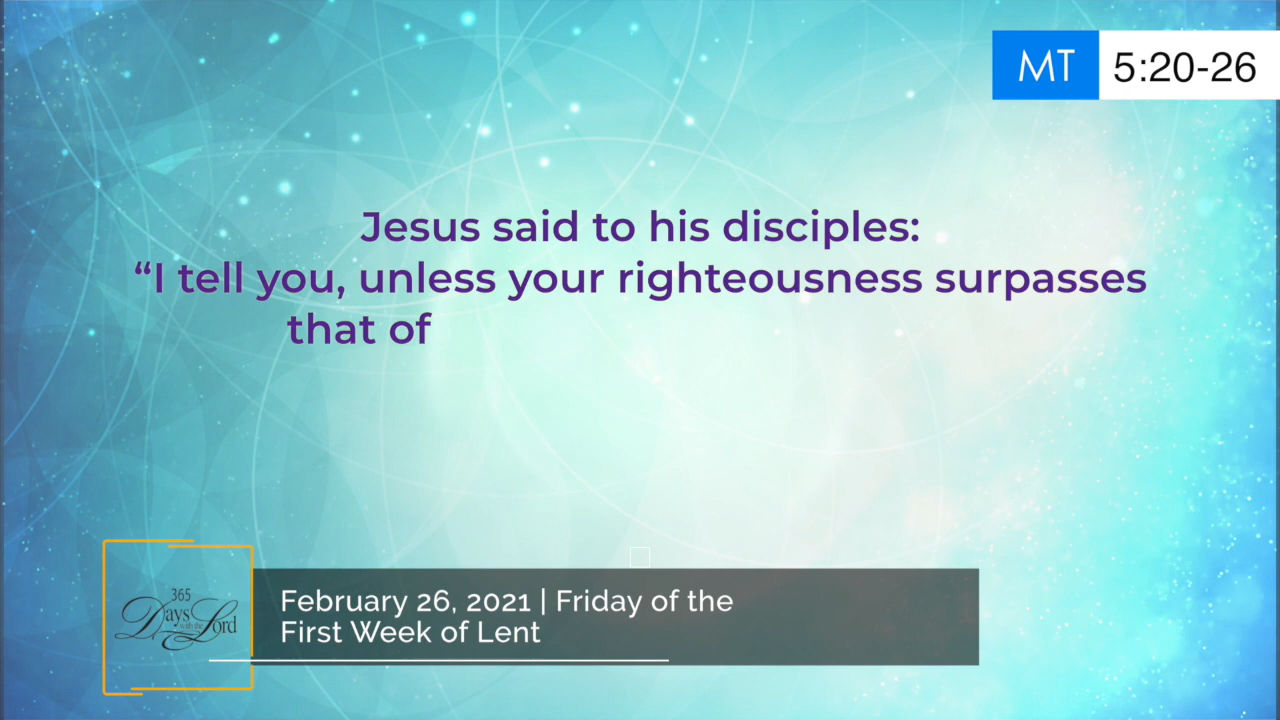 MT 5:20-26
Jesus said to his disciples:
“I tell you, unless your righteousness surpasses
that of
365
Days with the Lord
February 26, 2021 | Friday of the
First Week of Lent